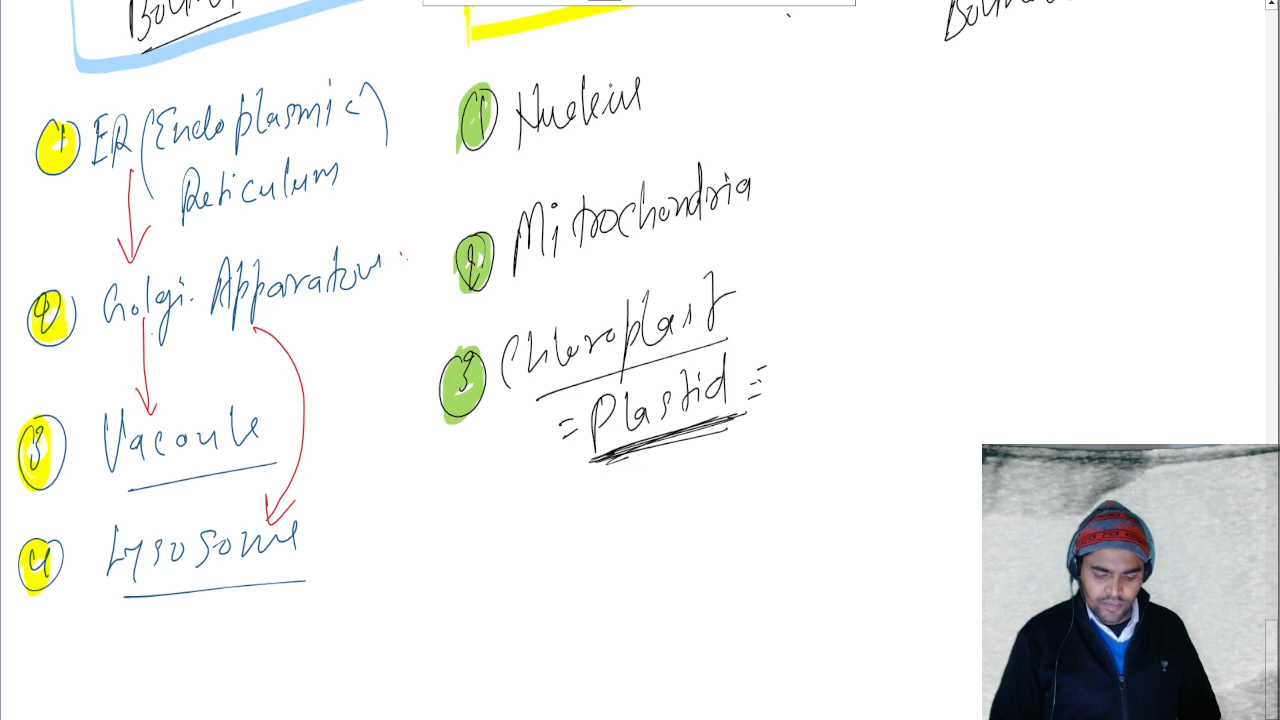 ① ER (Endoplasmic
Reticulum)
② Golgi. Apparatus
③ Vacoule
④ Lysosome
① Nucleus
② Mitochondria
③ Chloroplast
= Plastid =